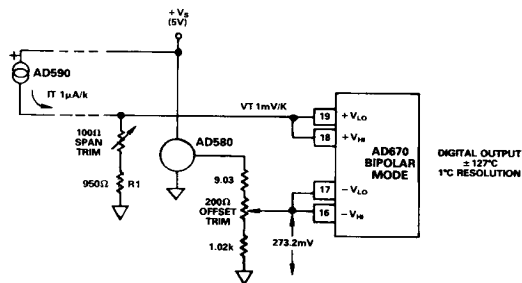 + VS
(5V)
+
AD590
IT 1µA/k
VT 1mV/K
100Ω
SPAN
TRIM
950Ω R1
AD580
9.03
200Ω
OFFSET
TRIM
1.02k
273.2mV
19 + VLO
18 + VHI
AD670
BIPOLAR
MODE
17 − VLO
16 − VHI
DIGITAL OUTPUT
± 127°C
1°C RESOLUTION